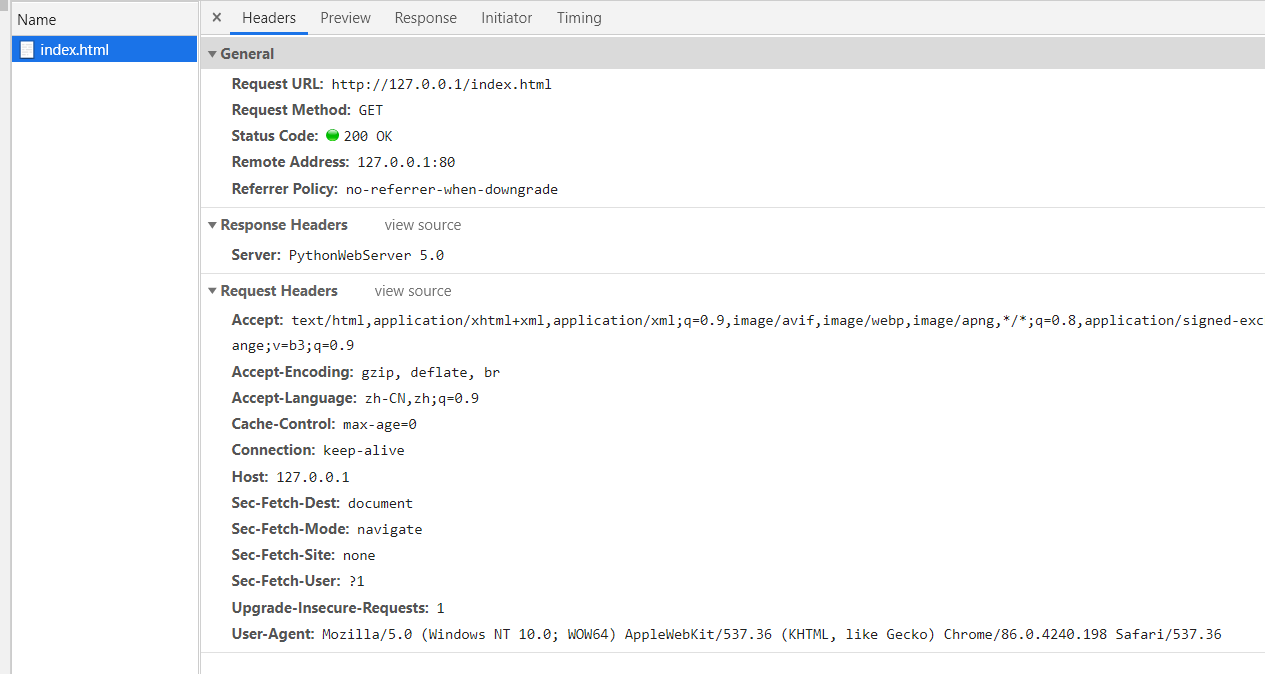 Name
index.html
× Headers Preview Response Initiator Timing
General
Request URL: http://127.0.0.1/index.html
Request Method: GET
Status Code: 200 OK
Remote Address: 127.0.0.1:80
Referrer Policy: no-referrer-when-downgrade
Response Headers view source
Server: PythonWebServer 5.0
Request Headers view source
Accept: text/html,application/xhtml+xml,application/xml;q=0.9,image/avif,image/webp,image/apng,*/*;q=0.8,application/signed-exc
ange;v=b3;q=0.9
Accept-Encoding: gzip, deflate, br
Accept-Language: zh-CN,zh;q=0.9
Cache-Control: max-age=0
Connection: keep-alive
Host: 127.0.0.1
Sec-Fetch-Dest: document
Sec-Fetch-Mode: navigate
Sec-Fetch-Site: none
Sec-Fetch-User: ?1
Upgrade-Insecure-Requests: 1
User-Agent: Mozilla/5.0 (Windows NT 10.0; WOW64) AppleWebKit/537.36 (KHTML, like Gecko) Chrome/86.0.4240.198 Safari/537.36